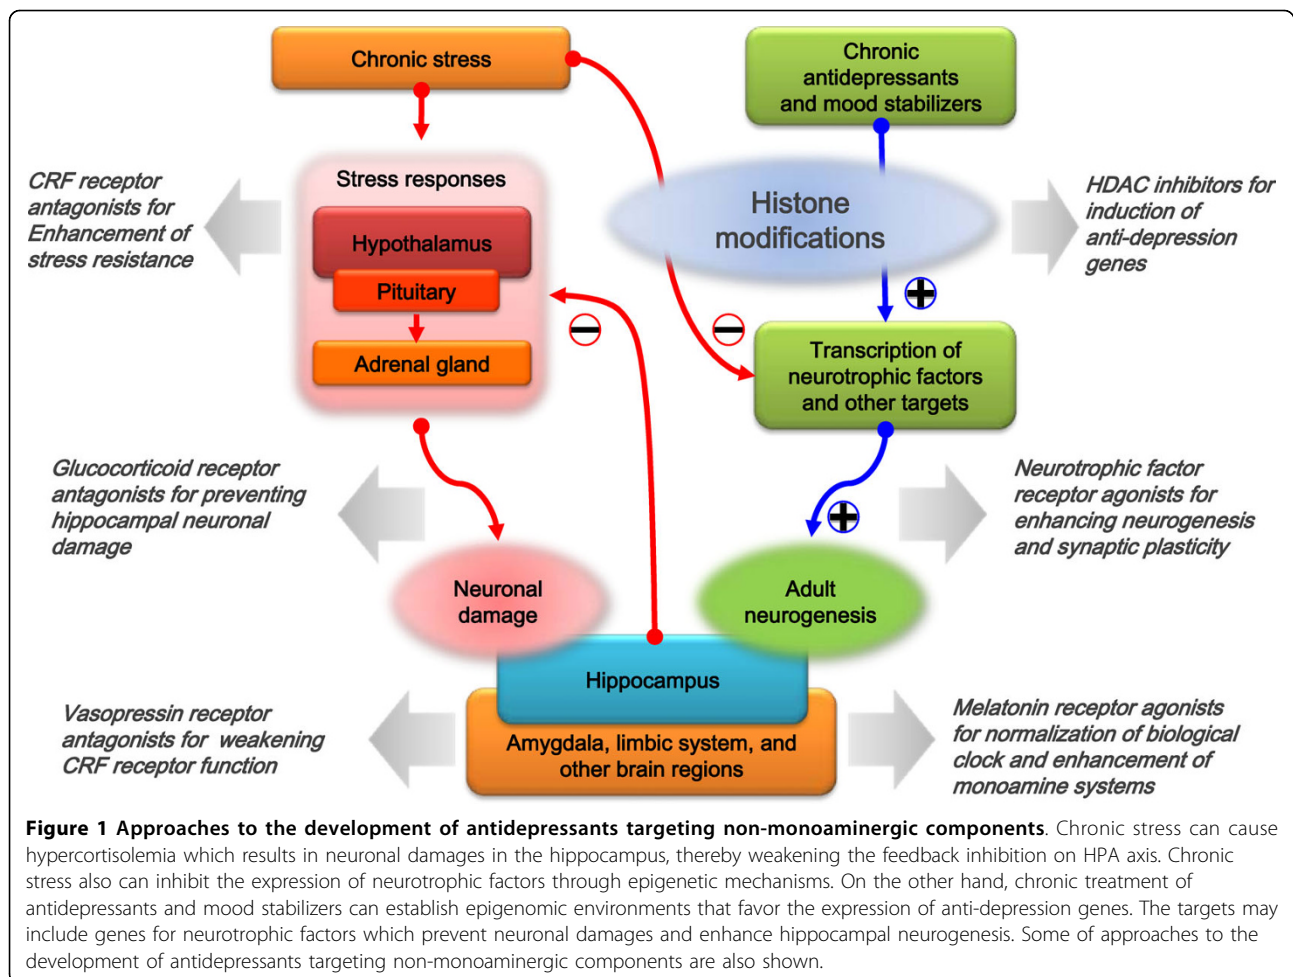 Chronic stress
Chronic
antidepressants
and mood stabilizers
CRF receptor
antagonists for
Enhancement of
stress resistance
Stress responses
Hypothalamus
Pituitary
Adrenal gland
Histone
modifications
HDAC inhibitors for
induction of
anti-depression
genes
Transcription of
neurotrophic factors
and other targets
Glucocorticoid receptor
antagonists for preventing
hippocampal neuronal
damage
Neurotrophic factor
receptor agonists for
enhancing neurogenesis
and synaptic plasticity
Neuronal
damage
Adult
neurogenesis
Hippocampus
Amygdala, limbic system, and
other brain regions
Vasopressin receptor
antagonists for weakening
CRF receptor function
Melatonin receptor agonists
for normalization of biological
clock and enhancement of
monoamine systems
Figure 1 Approaches to the development of antidepressants targeting non-monoaminergic components. Chronic stress can cause
hypercortisolemia which results in neuronal damages in the hippocampus, thereby weakening the feedback inhibition on HPA axis. Chronic
stress also can inhibit the expression of neurotrophic factors through epigenetic mechanisms. On the other hand, chronic treatment of
antidepressants and mood stabilizers can establish epigenomic environments that favor the expression of anti-depression genes. The targets may
include genes for neurotrophic factors which prevent neuronal damages and enhance hippocampal neurogenesis. Some of approaches to the
development of antidepressants targeting non-monoaminergic components are also shown.